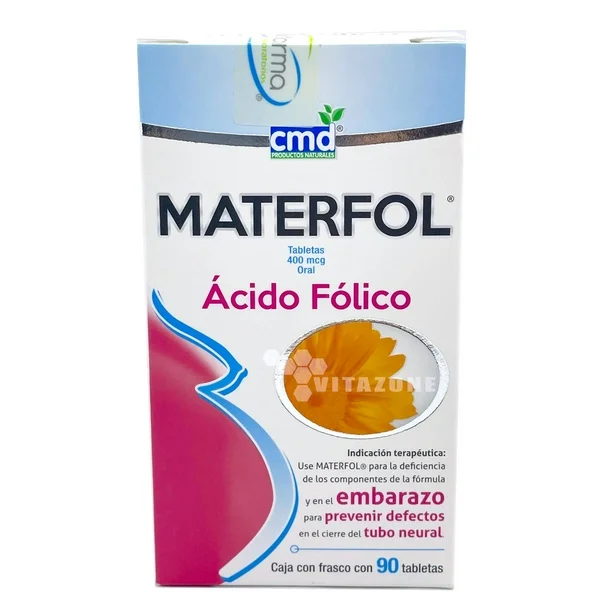 cmd®
PRODUCTOS NATURALES
MATERFOL®
Tabletas
400 mcg
Oral
Ácido Fólico
VITAZONE
Indicación terapéutica:
Use MATERFOL® para la deficiencia
de los componentes de la fórmula
y en el embarazo
para prevenir defectos
en el cierre del tubo neural
Caja con frasco con 90 tabletas